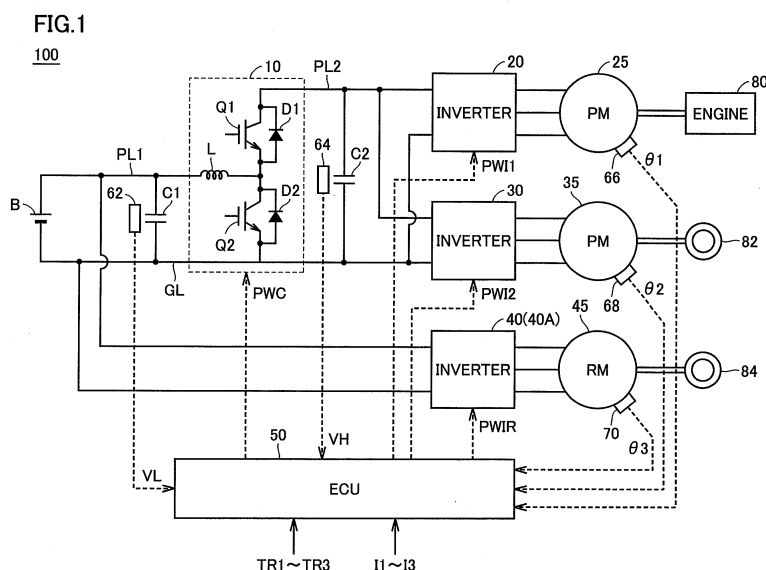 FIG.1
100
10
PL2
20
25
80
Q1
D1
INVERTER
PM
ENGINE
L
64
C2
PWI1
66
θ1
PL1
62
C1
B
D2
30
35
Q2
INVERTER
PM
82
GL
PWC
PWI2
68
θ2
40(40A)
45
INVERTER
RM
84
PWIR
70
50
VH
θ3
VL
ECU
TR1~TR3
I1~I3